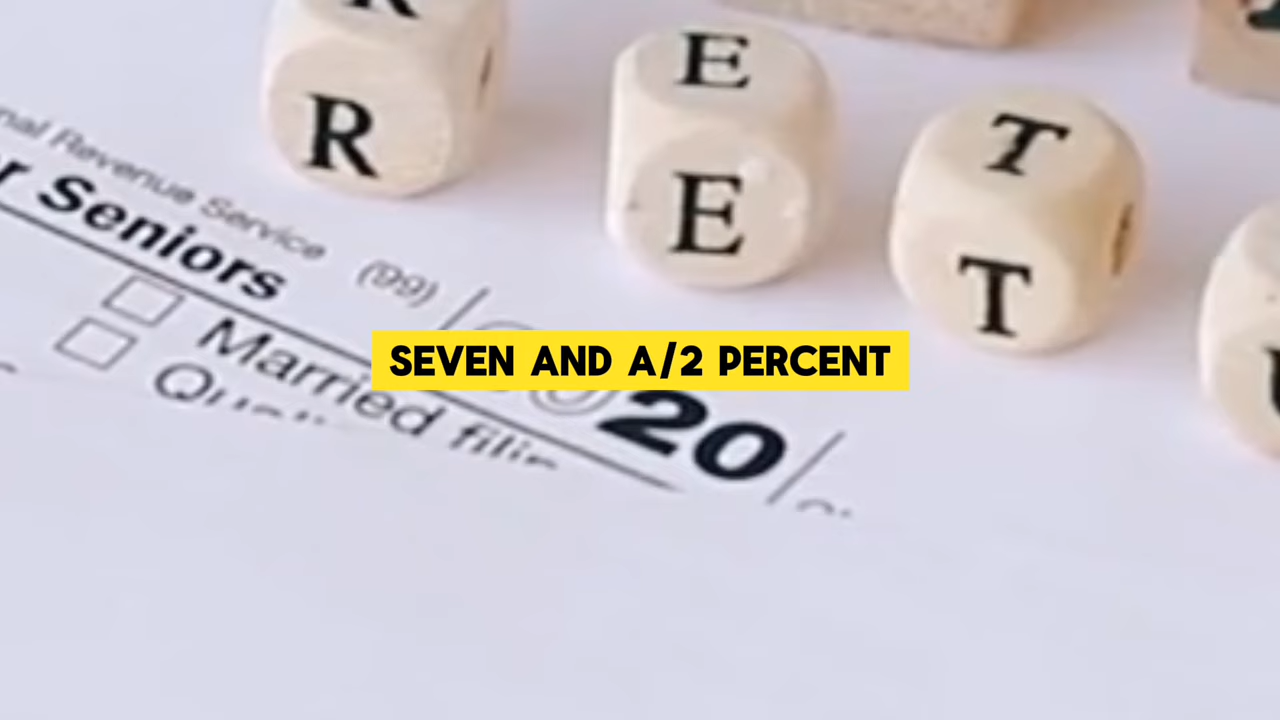 R
E
T
R
E
T
nal Revenue Service
(99)
r Seniors
20
Married filin
SEVEN AND A/2 PERCENT